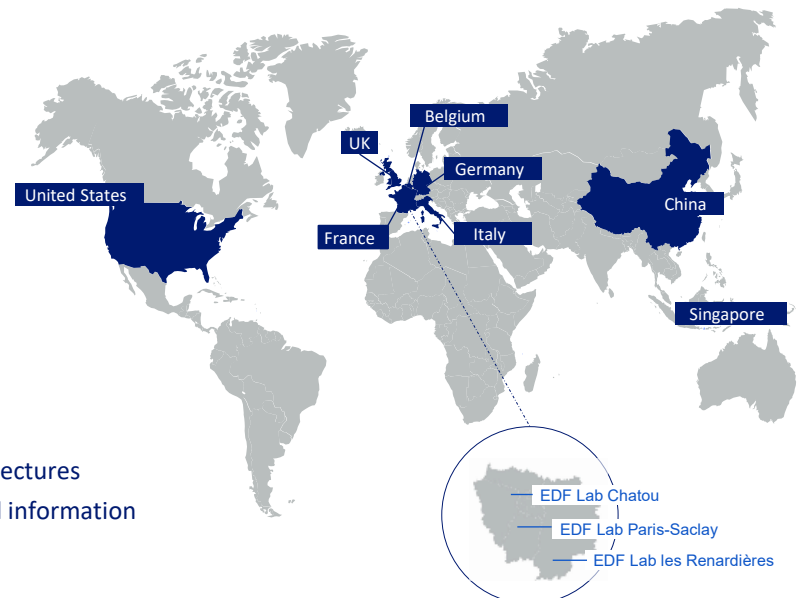 Belgium
UK
Germany
United States
China
France
Italy
Singapore
ectures
information
EDF Lab Chatou
EDF Lab Paris-Saclay
EDF Lab les Renardières